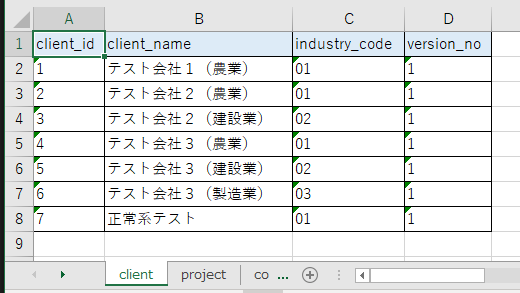 A B C D
1 client_id client_name industry_code version_no
2 1 テスト会社１（農業） 01 1
3 2 テスト会社２（農業） 01 1
4 3 テスト会社２（建設業） 02 1
5 4 テスト会社３（農業） 01 1
6 5 テスト会社３（建設業） 02 1
7 6 テスト会社３（製造業） 03 1
8 7 正常系テスト 01 1
9
client project co ...